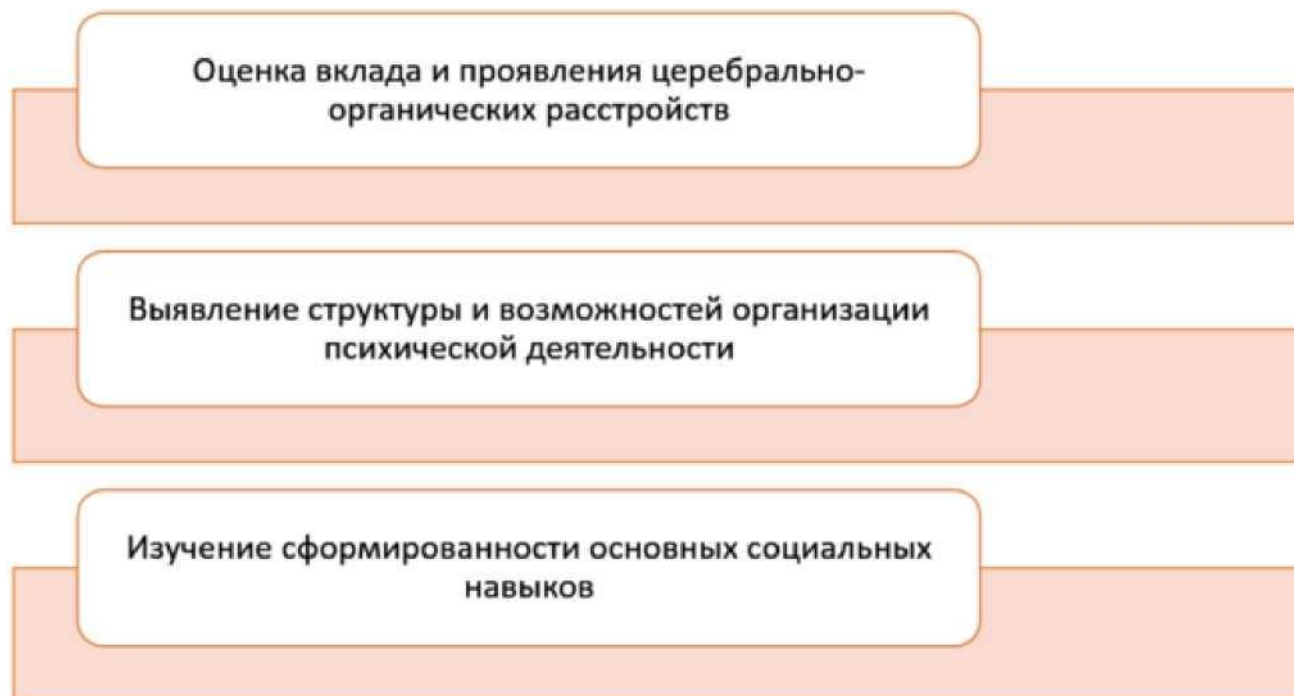 Оценка вклада и проявления церебрально-
органических расстройств
Выявление структуры и возможностей организации
психической деятельности
Изучение сформированности основных социальных
навыков